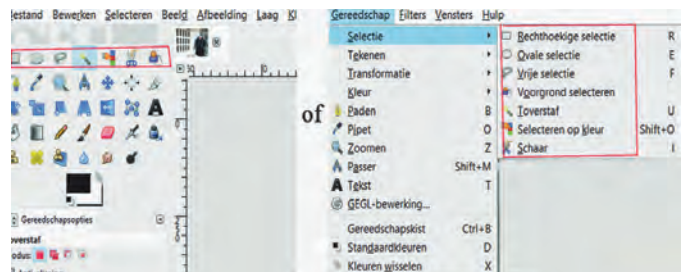 Bewerken Selecteren Beeld Afbeelding Laag
Gereedschapsopties
overstaf
odus:
of
Gereedschap Filters Vensters Hulp
Selectie
Tekenen
Transformatie
Kleur
Paden B
Pipet O
Zoomen Z
Passer Shift+M
Tekst T
GEGL-bewerking...
Gereedschapskist Ctrl+B
Standaardkleuren D
Kleuren wisselen X
Rechthoekige selectie R
Ovale selectie E
Vrije selectie F
Voorgrond selecteren
Toverstaf U
Selecteren op kleur Shift+O
Schaar I